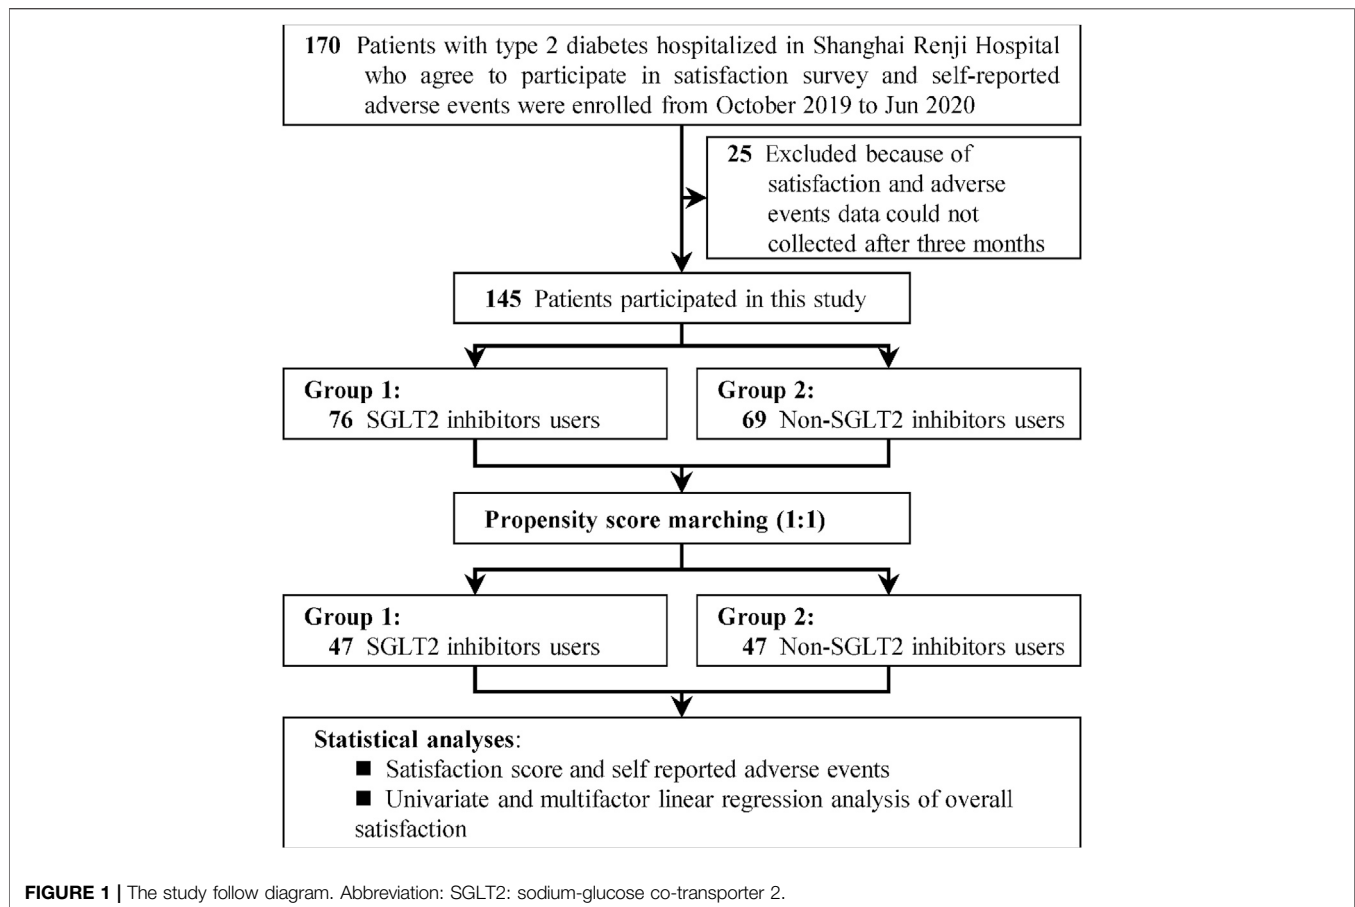 170 Patients with type 2 diabetes hospitalized in Shanghai Renji Hospital
who agree to participate in satisfaction survey and self-reported
adverse events were enrolled from October 2019 to Jun 2020
25 Excluded because of
satisfaction and adverse
events data could not
collected after three months
145 Patients participated in this study
Group 1:
76 SGLT2 inhibitors users
Group 2:
69 Non-SGLT2 inhibitors users
Propensity score marching (1:1)
Group 1:
47 SGLT2 inhibitors users
Group 2:
47 Non-SGLT2 inhibitors users
Statistical analyses:
■ Satisfaction score and self reported adverse events
■ Univariate and multifactor linear regression analysis of overall
satisfaction
FIGURE 1 | The study follow diagram. Abbreviation: SGLT2: sodium-glucose co-transporter 2.